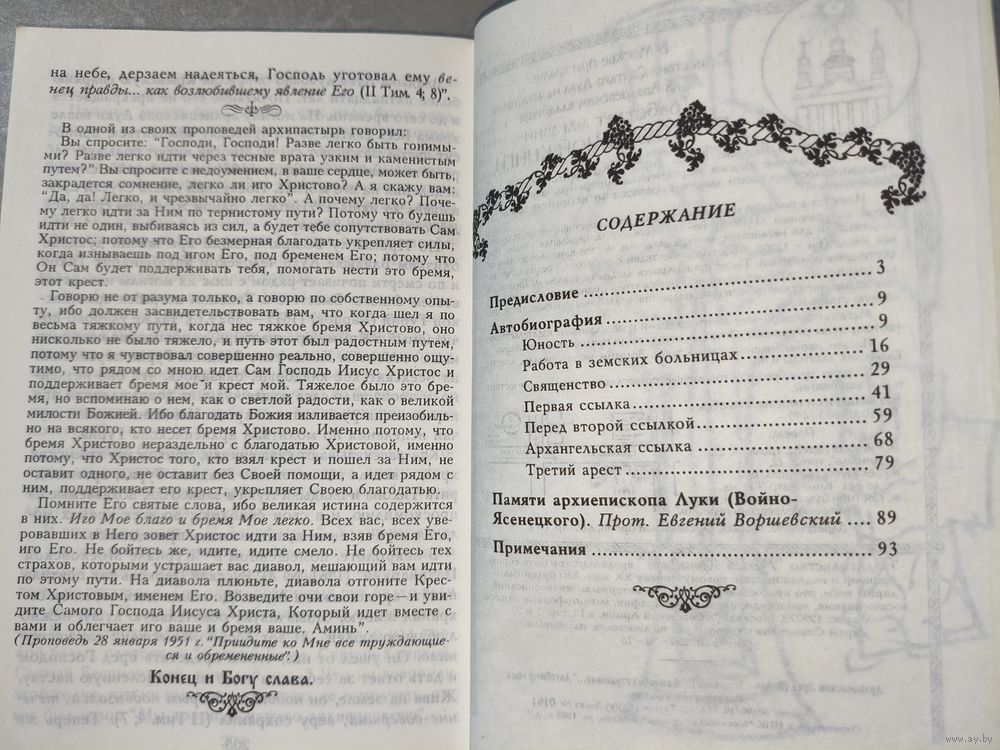 на небе, дерзаем надеяться, Господь уготовал ему ве-
нец правды... как возлюбившему явление Его (II Тим. 4; 8)”.
В одной из своих проповедей архипастырь говорил:
Вы спросите: “Господи, Господи! Разве легко быть гонимы-
ми? Разве легко идти через тесные врата узким и каменистым
путем?” Вы спросите с недоумением, в ваше сердце, может быть,
закрадется сомнение, легко ли иго Христово? А я скажу вам:
“Да, да! Легко, и чрезвычайно легко”. А почему легко? Поче-
му легко идти за Ним по тернистому пути? Потому что будешь
идти не один, выбиваясь из сил, а будет тебе сопутствовать Сам
Христос; потому что Его безмерная благодать укрепляет силы,
когда изнываешь под игом Его, под бременем Его; потому что
Он Сам будет поддерживать тебя, помогать нести это бремя,
этот крест.
Говорю не от разума только, а говорю по собственному опы-
ту, ибо должен засвидетельствовать вам, что когда шел я по
весьма тяжкому пути, когда нес тяжкое бремя Христово, оно
нисколько не было тяжело, и путь этот был радостным путем,
потому что я чувствовал совершенно реально, совершенно ощу-
тимо, что рядом со мною идет Сам Господь Иисус Христос и
поддерживает бремя мое и крест мой. Тяжелое было это бре-
мя, но вспоминаю о нем, как о светлой радости, как о великой
милости Божией. Ибо благодать Божия изливается преизобиль-
но на всякого, кто несет бремя Христово. Именно потому, что
бремя Христово нераздельно с благодатью Христовой, именно
потому, что Христос того, кто взял крест и пошел за Ним, не
оставит одного, не оставит без Своей помощи, а идет рядом с
ним, поддерживает его крест, укрепляет Своею благодатью.
Помните Его святые слова, ибо великая истина содержится
в них. Иго Мое благо и бремя Мое легко. Всех вас, всех уве-
ровавших в Него зовет Христос идти за Ним, взяв бремя Его,
иго Его. Не бойтесь же, идите, идите смело. Не бойтесь тех
страхов, которыми устрашает вас диавол, мешающий вам идти
по этому пути. На диавола плюньте, диавола отгоните Крес-
том Христовым, именем Его. Возведите очи свои горе—и уви-
дите Самого Господа Иисуса Христа, Который идет вместе с
вами и облегчает иго ваше и бремя ваше. Аминь”.
(Проповедь 28 января 1951 г. “Приидите ко Мне все труждающие-
ся и обремененные”.)
Конец и Богу слава.
СОДЕРЖАНИЕ
Предисловие 3
Автобиография 9
Юность 9
Работа в земских больницах 16
Священство 29
Первая ссылка 41
Перед второй ссылкой 59
Архангельская ссылка 68
Третий арест 79
Памяти архиепископа Луки (Войно-
Ясенецкого). Прот. Евгений Воршевский 89
Примечания 93
www.ay.by